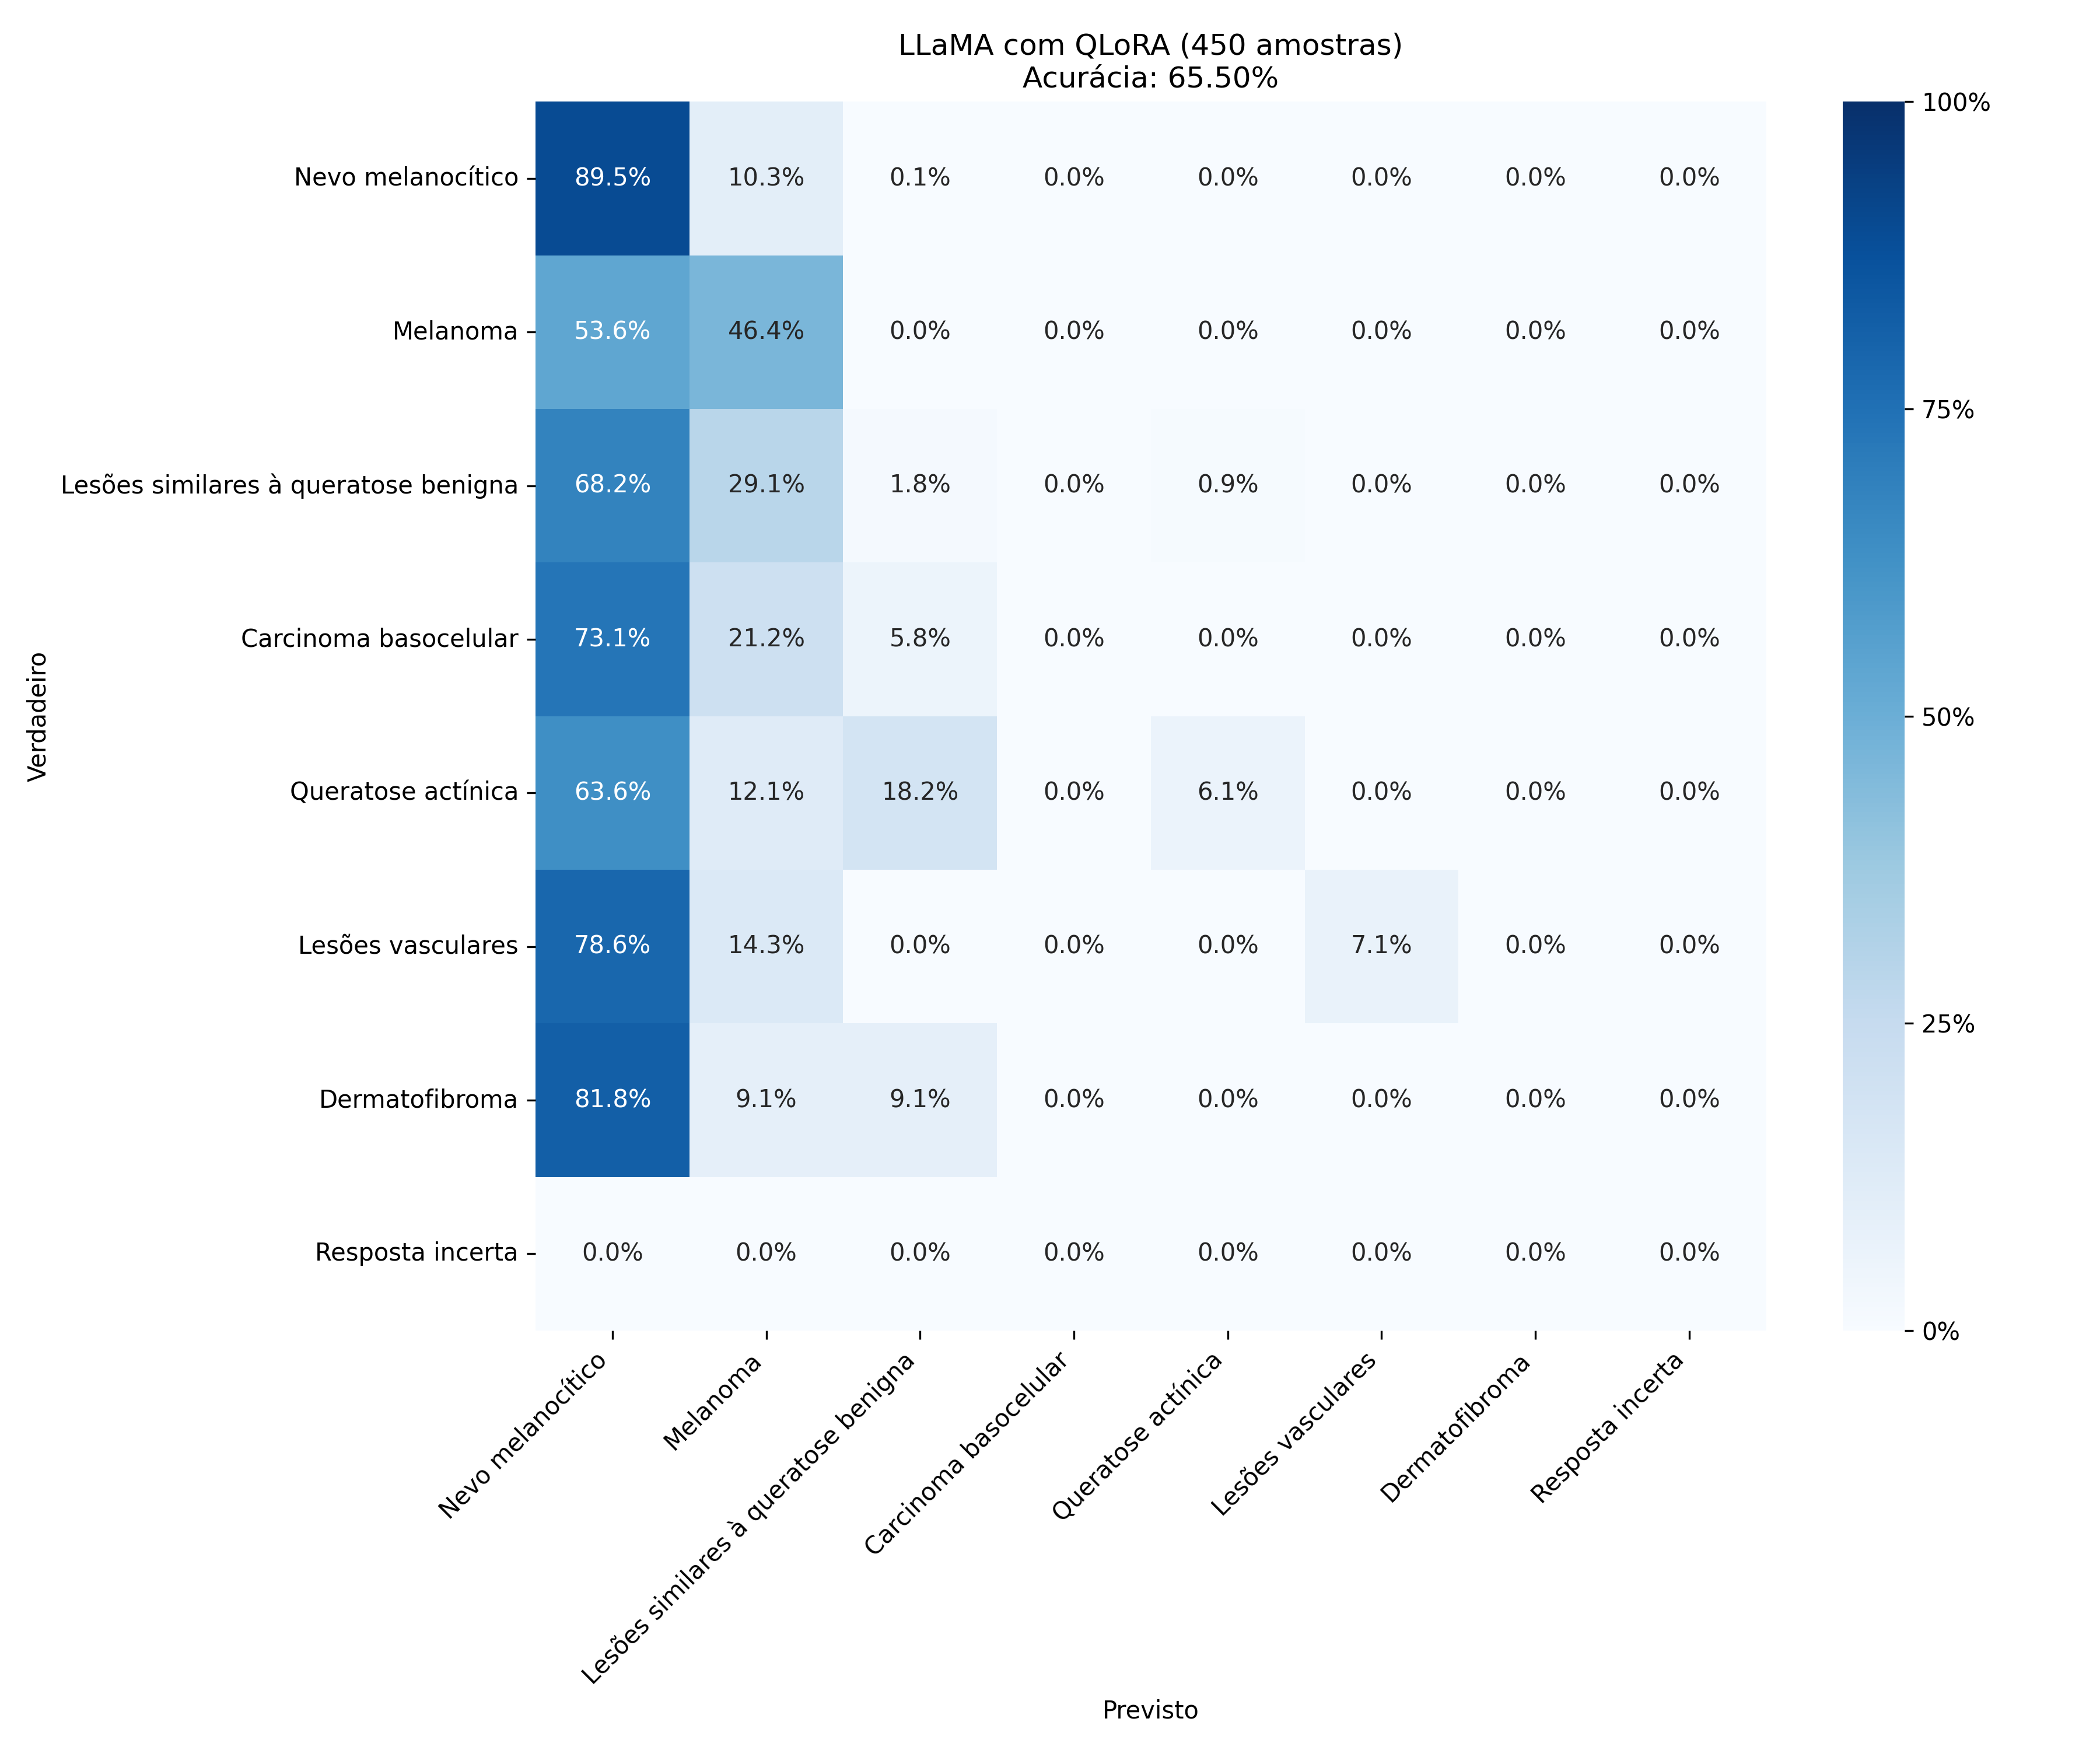 LLaMA com QLoRA (450 amostras)
Acurácia: 65.50%
Verdadeiro
Nevo melanocítico 89.5% 10.3% 0.1% 0.0% 0.0% 0.0% 0.0% 0.0%
Melanoma 53.6% 46.4% 0.0% 0.0% 0.0% 0.0% 0.0% 0.0%
Lesões similares à queratose benigna 68.2% 29.1% 1.8% 0.0% 0.9% 0.0% 0.0% 0.0%
Carcinoma basocelular 73.1% 21.2% 5.8% 0.0% 0.0% 0.0% 0.0% 0.0%
Queratose actínica 63.6% 12.1% 18.2% 0.0% 6.1% 0.0% 0.0% 0.0%
Lesões vasculares 78.6% 14.3% 0.0% 0.0% 0.0% 7.1% 0.0% 0.0%
Dermatofibroma 81.8% 9.1% 9.1% 0.0% 0.0% 0.0% 0.0% 0.0%
Resposta incerta 0.0% 0.0% 0.0% 0.0% 0.0% 0.0% 0.0% 0.0%
Nevo melanocítico
Melanoma
Lesões similares à queratose benigna
Carcinoma basocelular
Queratose actínica
Lesões vasculares
Dermatofibroma
Resposta incerta
Previsto
100%
75%
50%
25%
0%